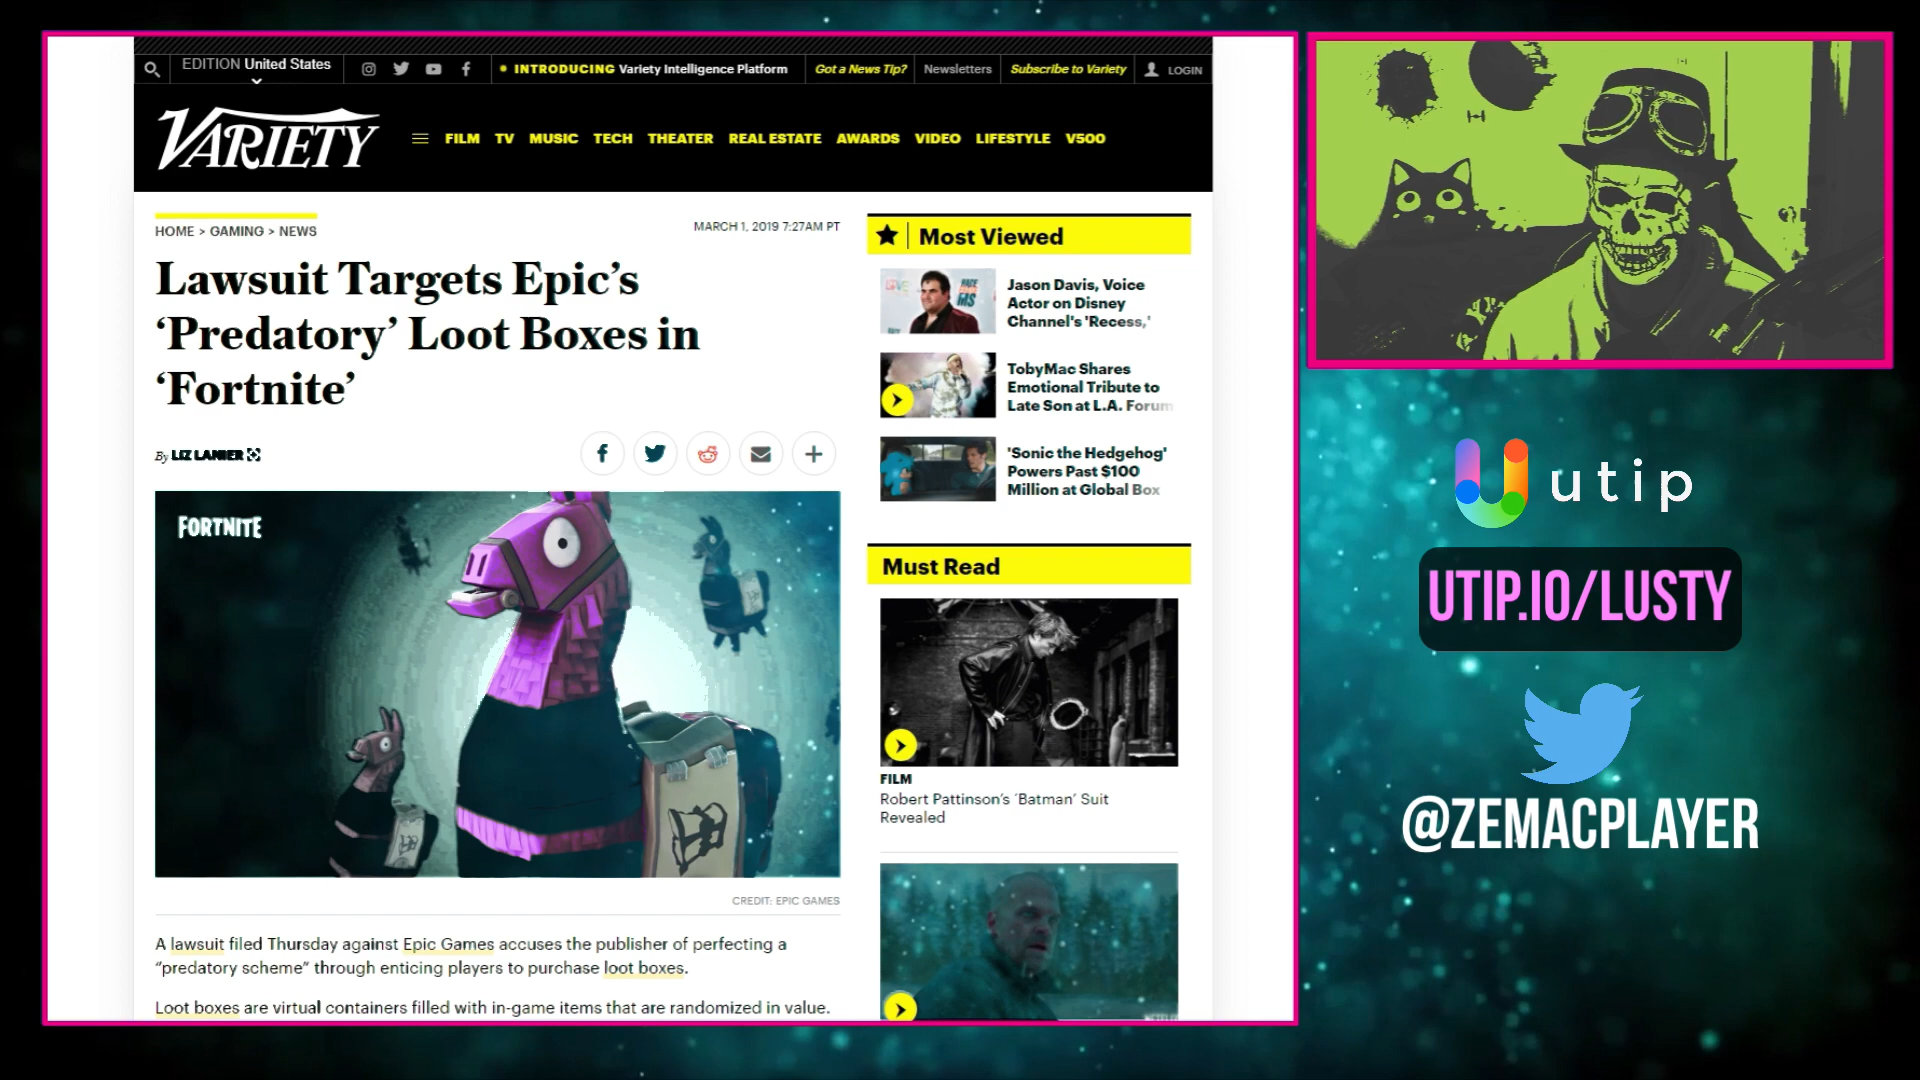 EDITION United States
INTRODUCING Variety Intelligence Platform
Got a News Tip?
Newsletters
Subscribe to Variety
LOGIN
VARIETY
FILM TV MUSIC TECH THEATER REAL ESTATE AWARDS VIDEO LIFESTYLE V500
HOME > GAMING > NEWS
MARCH 1, 2019 7:27AM PT
Lawsuit Targets Epic’s
‘Predatory’ Loot Boxes in
‘Fortnite’
By LIZ LANIER
FORTNITE
CREDIT: EPIC GAMES
A lawsuit filed Thursday against Epic Games accuses the publisher of perfecting a
“predatory scheme” through enticing players to purchase loot boxes.
Loot boxes are virtual containers filled with in-game items that are randomized in value.
Most Viewed
Jason Davis, Voice
Actor on Disney
Channel's 'Recess,'
TobyMac Shares
Emotional Tribute to
Late Son at L.A. Forum
'Sonic the Hedgehog'
Powers Past $100
Million at Global Box
Must Read
FILM
Robert Pattinson’s ‘Batman’ Suit
Revealed
utip
UTIP.IO/LUSTY
@ZEMACPLAYER